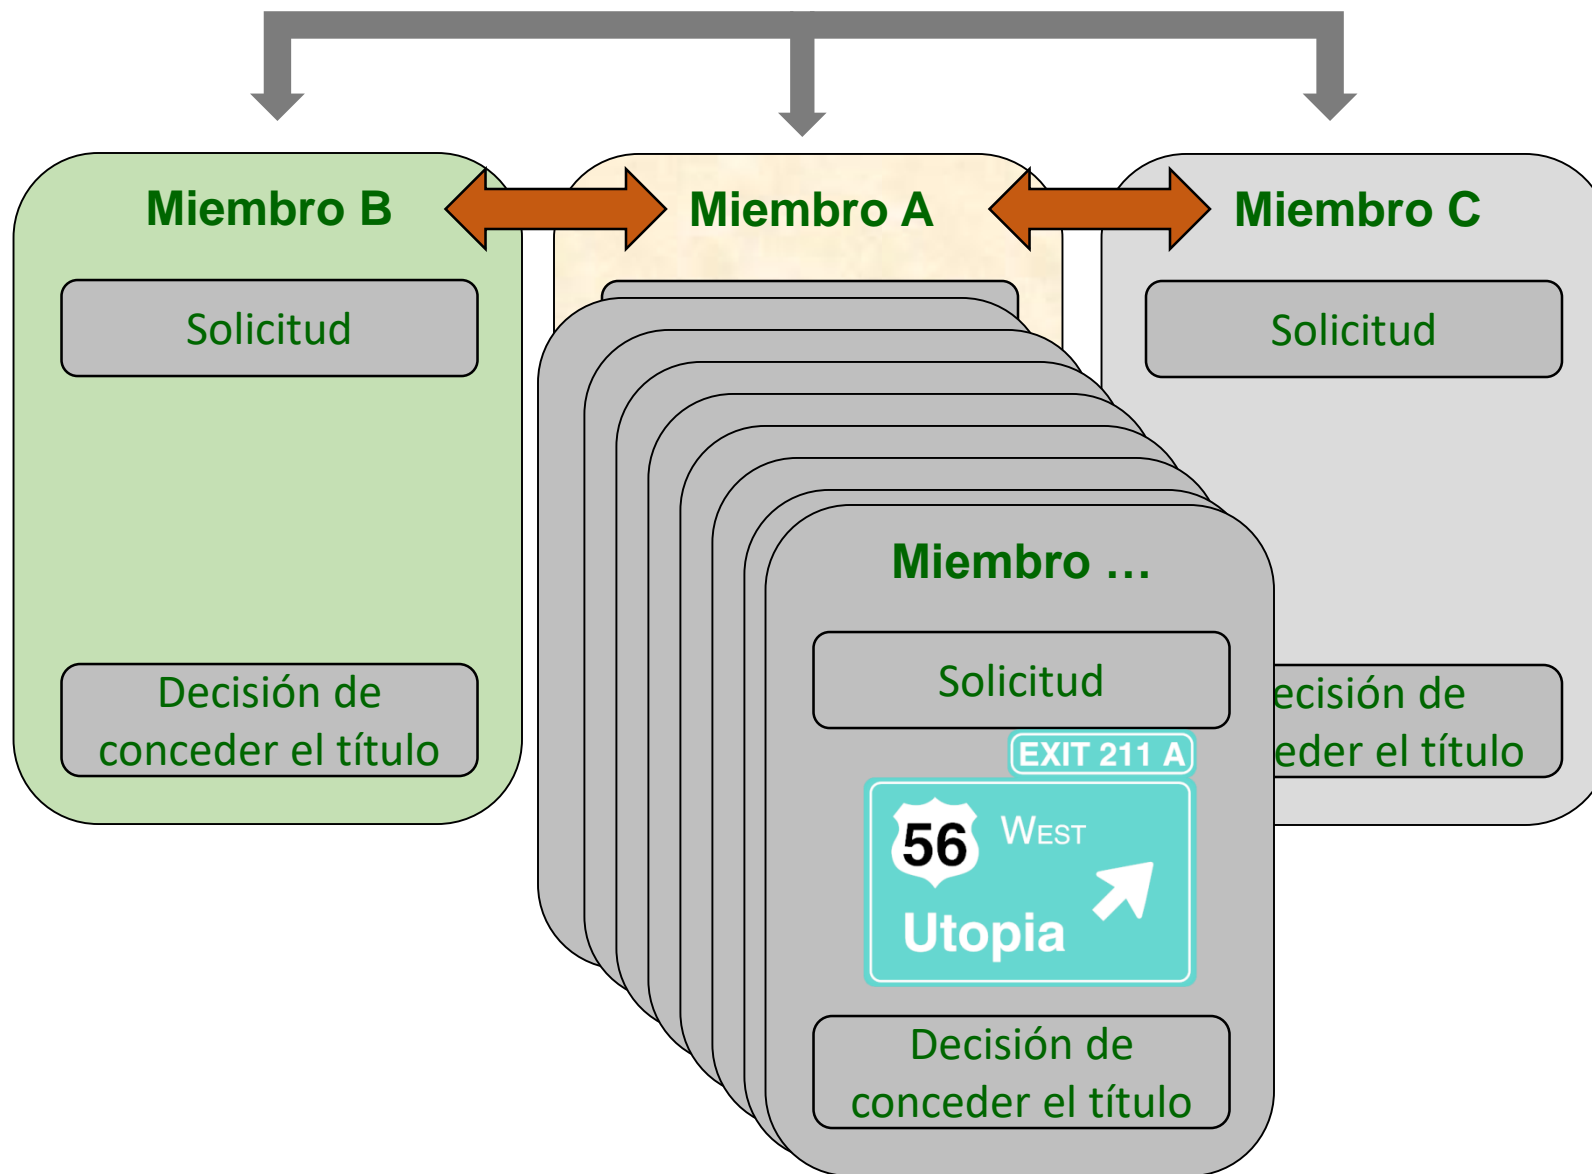 Miembro B
Miembro A
Miembro C
Solicitud
Solicitud
Decisión de
conceder el título
Miembro …
Solicitud
EXIT 211 A
56 WEST
Utopia
Decisión de
conceder el título
ecisión de
eder el título